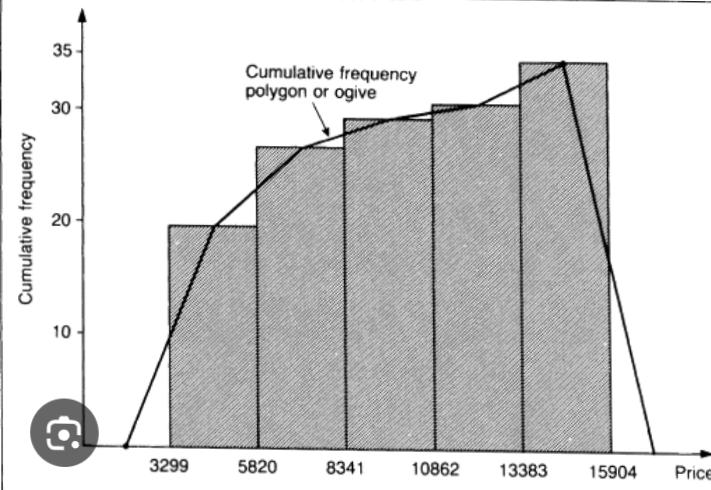 35
Cumulative frequency
polygon or ogive
30
Cumulative frequency
20
10
3299 5820 8341 10862 13383 15904 Price